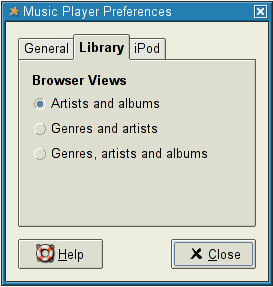 Music Player Preferences
General Library iPod
Browser Views
Artists and albums
Genres and artists
Genres, artists and albums
Help Close